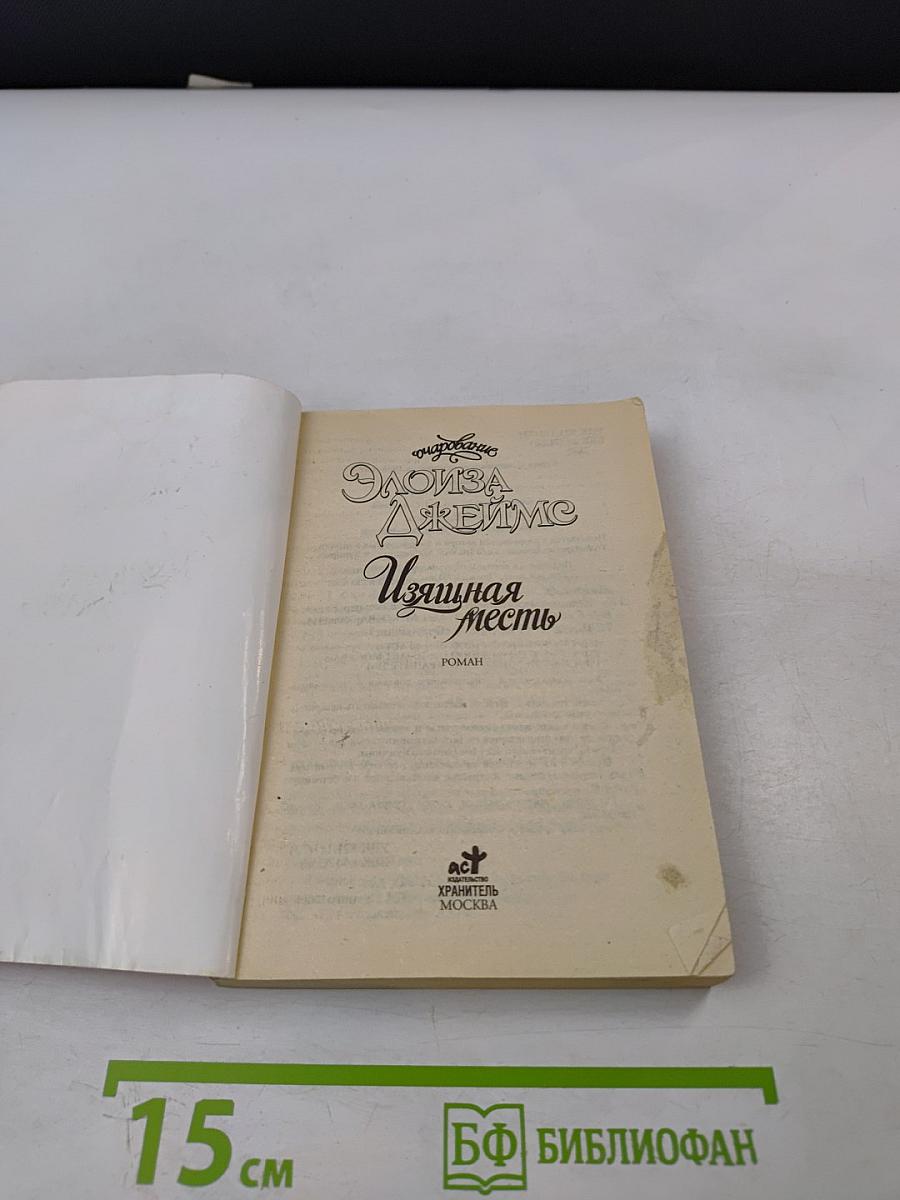 очарование
ЭЛОИЗА
ДЖЕЙМС
Изящная
месть
РОМАН
аст
ИЗДАТЕЛЬСТВО
ХРАНИТЕЛЬ
МОСКВА
15 см
БФ БИБЛИОФАН